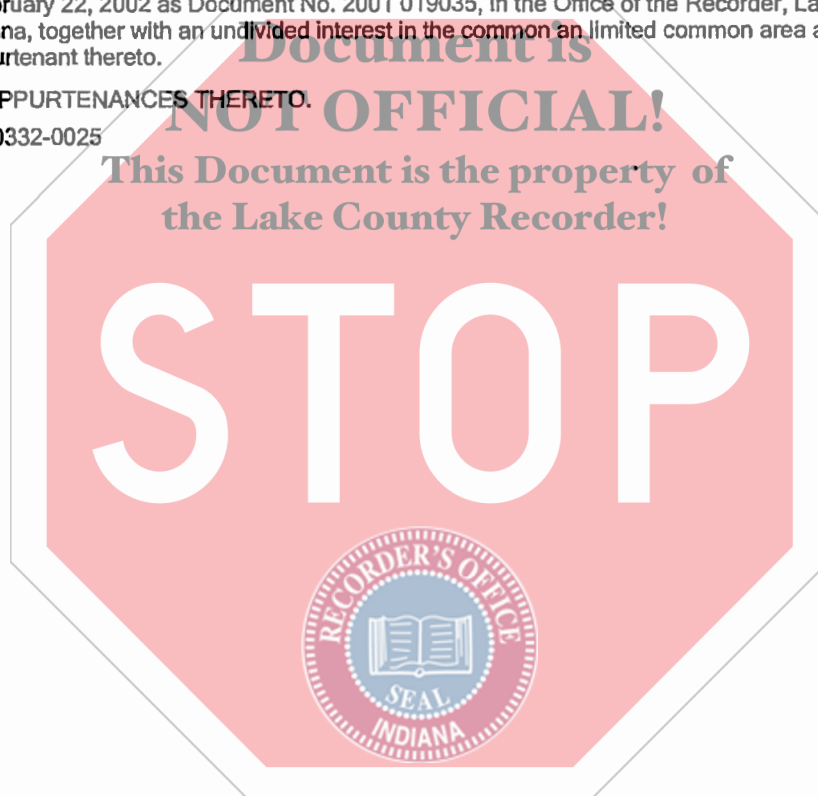 ruary 22, 2002 as Document No. 2001 019035, in the Office of the Recorder, La
na, together with an undivided interest in the common an limited common area a
urtenant thereto.
Document is
PPURTENANCES THERETO.
NOT OFFICIAL!
0332-0025
This Document is the property of
the Lake County Recorder!
STOP
RECORDER'S OFFICE
SEAL
INDIANA